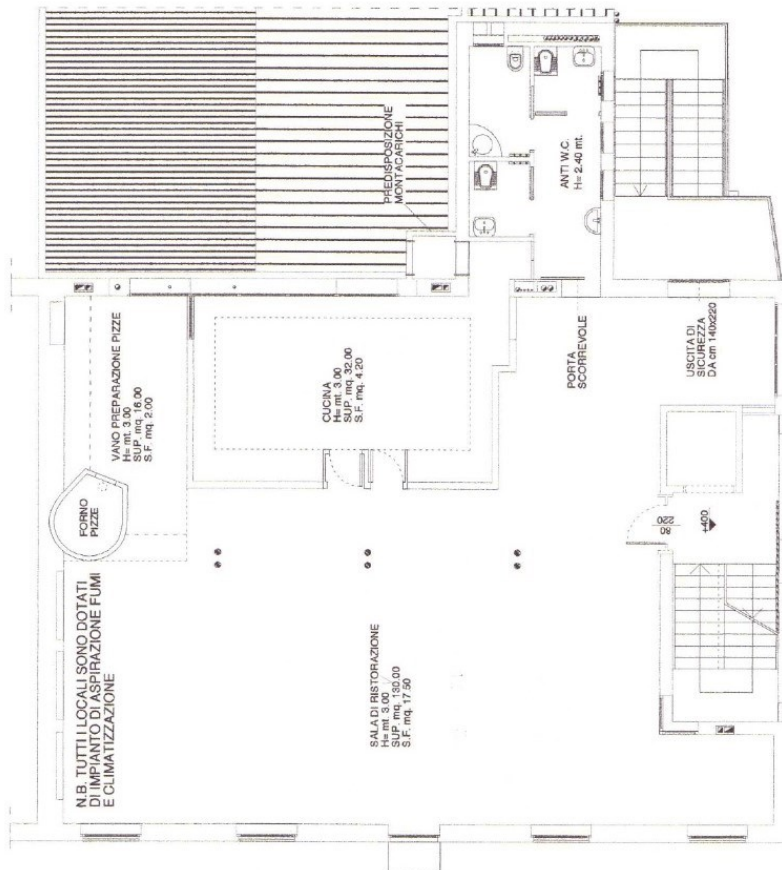 N.B. TUTTI I LOCALI SONO DOTATI
DI IMPIANTO DI ASPIRAZIONE FUMI
E CLIMATIZZAZIONE
FORNO
PIZZE
VANO PREPARAZIONE PIZZE
H= mt. 3.00
SUP. mq. 16.00
S.F. mq. 2.00
CUCINA
H= mt. 3.00
SUP. mq. 32.00
S.F. mq. 4.20
SALA DI RISTORAZIONE
H= mt. 3.00
SUP. mq. 130.00
S.F. mq. 17.50
PREDISPOSIZIONE
MONTACARICHI
ANTI W.C.
H= 2.40 mt.
PORTA
SCORREVOLE
USCITA DI
SICUREZZA
DA cm 140x220
80
220
+400